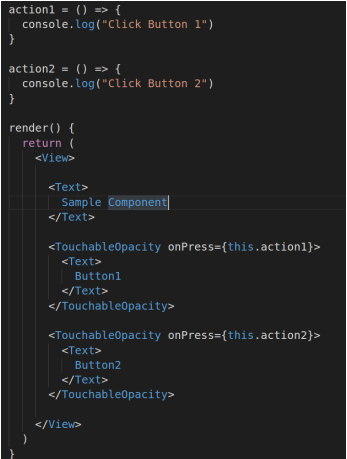 action1 = () => {
console.log("Click Button 1")
}
action2 = () => {
console.log("Click Button 2")
}
render() {
return (
<View>
<Text>
Sample Component
</Text>
<TouchableOpacity onPress={this.action1}>
<Text>
Button1
</Text>
</TouchableOpacity>
<TouchableOpacity onPress={this.action2}>
<Text>
Button2
</Text>
</TouchableOpacity>
</View>
)
}